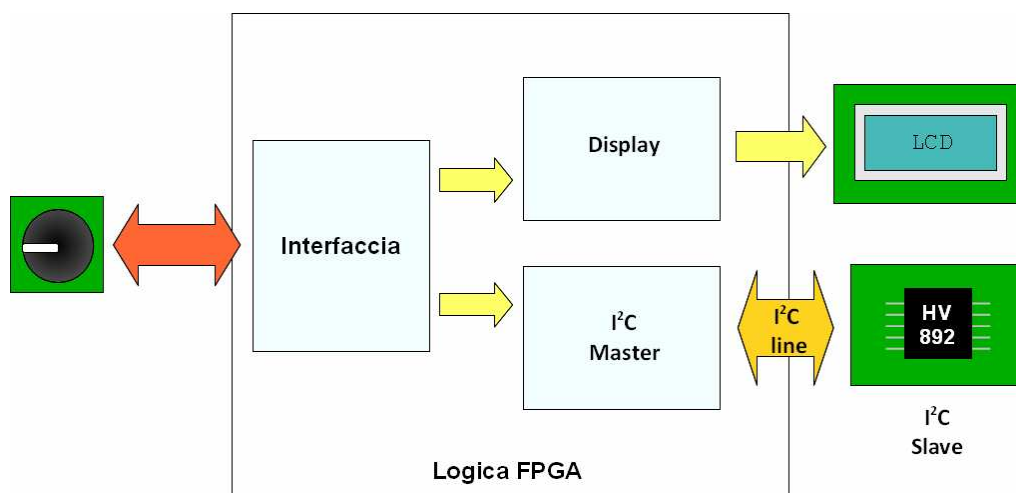 Display
LCD
Interfaccia
I²C
Master
I²C
line
HV
892
I²C
Slave
Logica FPGA